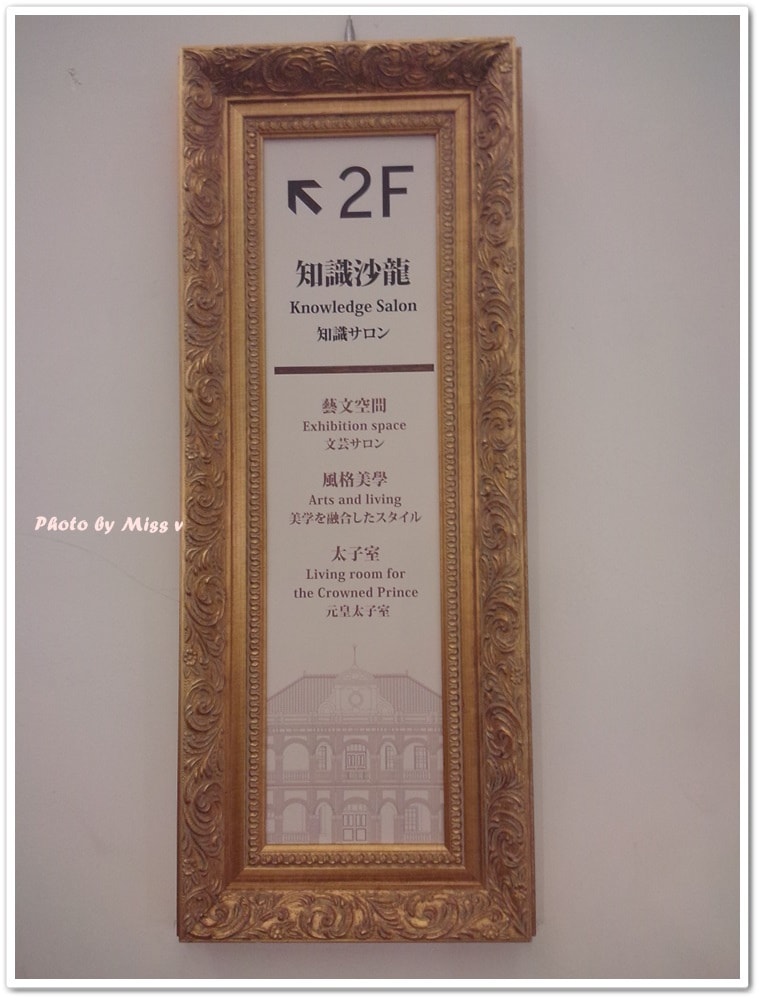 2F
知識沙龍
Knowledge Salon
知識サロン
藝文空間
Exhibition space
文芸サロン
風格美學
Arts and living
美学を融合したスタイル
太子室
Living room for
the Crowned Prince
元皇太子室
Photo by Miss v